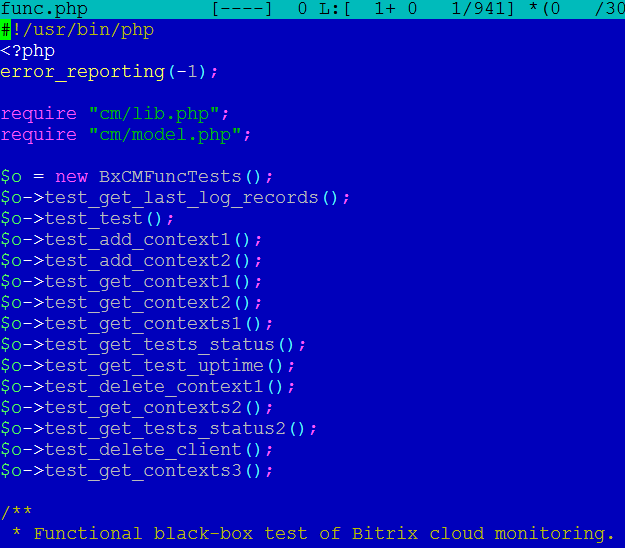 func.php [----] 0 L:[ 1+ 0 1/941] *(0 /30
#!/usr/bin/php
<?php
error_reporting(-1);
require "cm/lib.php";
require "cm/model.php";
$o = new BxCMFuncTests();
$o->test_get_last_log_records();
$o->test_test();
$o->test_add_context1();
$o->test_add_context2();
$o->test_get_context1();
$o->test_get_context2();
$o->test_get_contexts1();
$o->test_get_tests_status();
$o->test_get_test_uptime();
$o->test_delete_context1();
$o->test_get_contexts2();
$o->test_get_tests_status2();
$o->test_delete_client();
$o->test_get_contexts3();
/**
* Functional black-box test of Bitrix cloud monitoring.